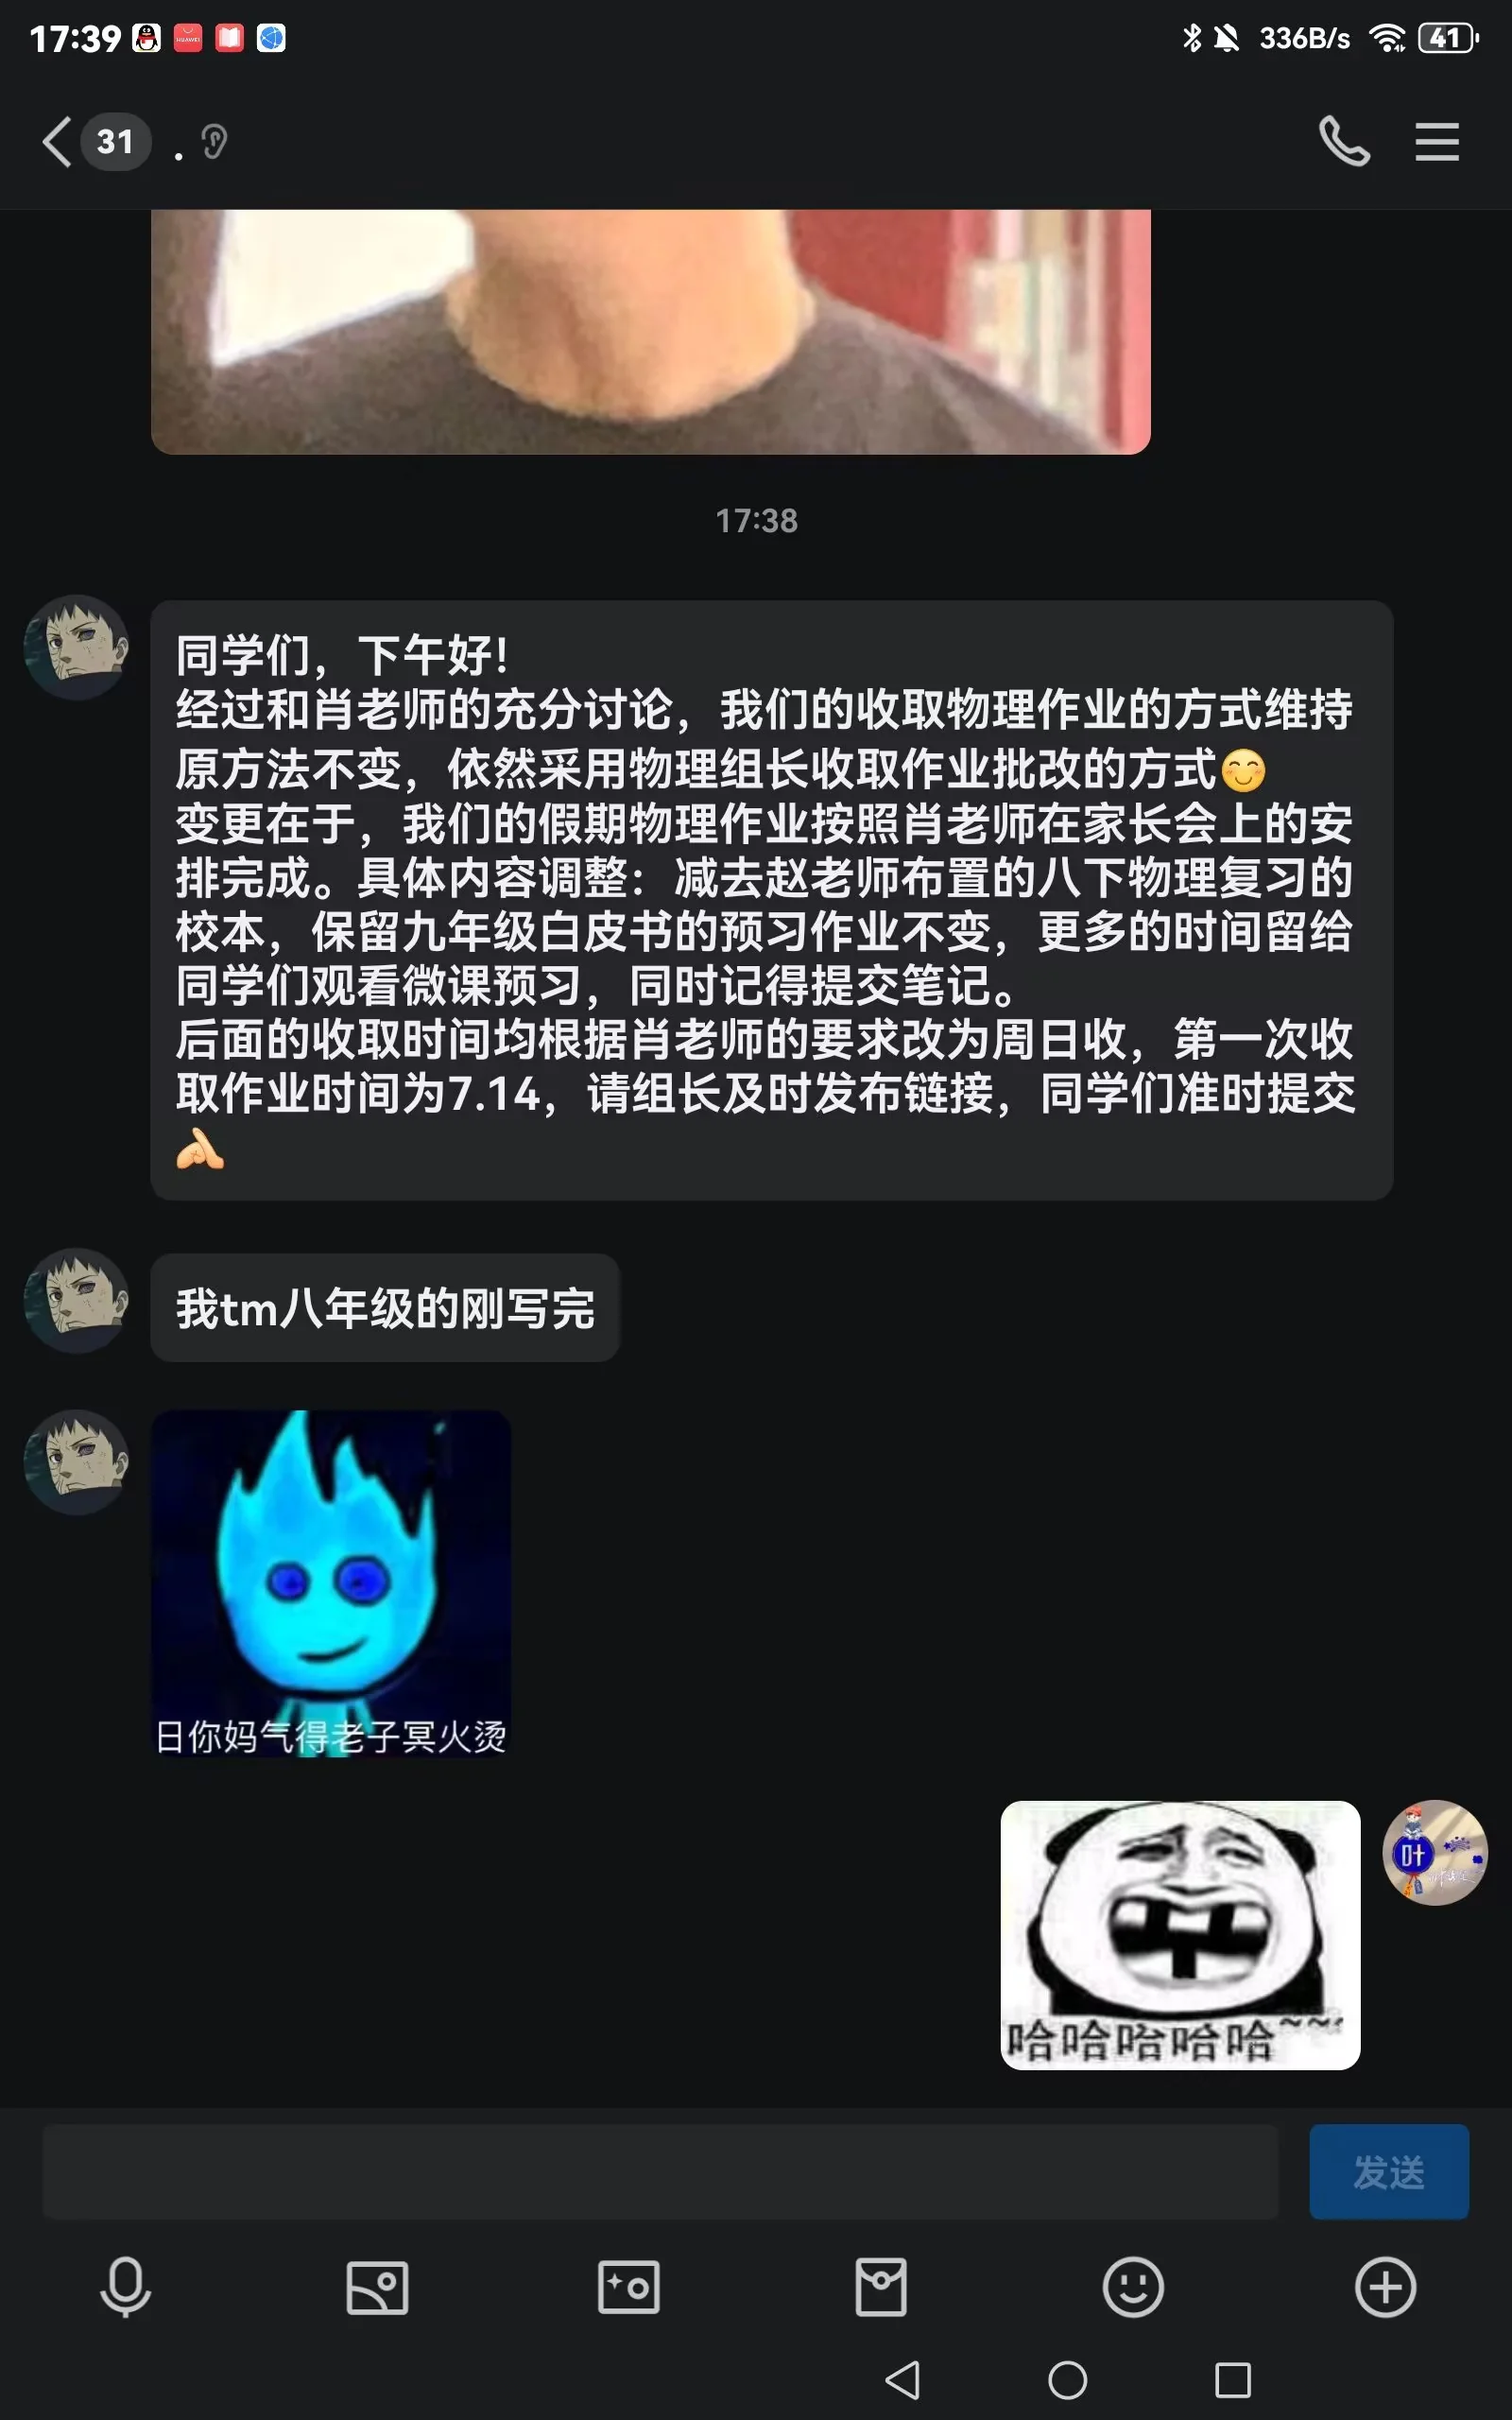 17:39
HUAWEI
336B/s
41
31
.
17:38
同学们，下午好！
经过和肖老师的充分讨论，我们的收取物理作业的方式维持
原方法不变，依然采用物理组长收取作业批改的方式😊
变更在于，我们的假期物理作业按照肖老师在家长会上的安
排完成。具体内容调整：减去赵老师布置的八下物理复习的
校本，保留九年级白皮书的预习作业不变，更多的时间留给
同学们观看微课预习，同时记得提交笔记。
后面的收取时间均根据肖老师的要求改为周日收，第一次收
取作业时间为7.14，请组长及时发布链接，同学们准时提交
我tm八年级的刚写完
日你妈气得老子冥火烫
叶
哈哈哈哈哈~~~
发送